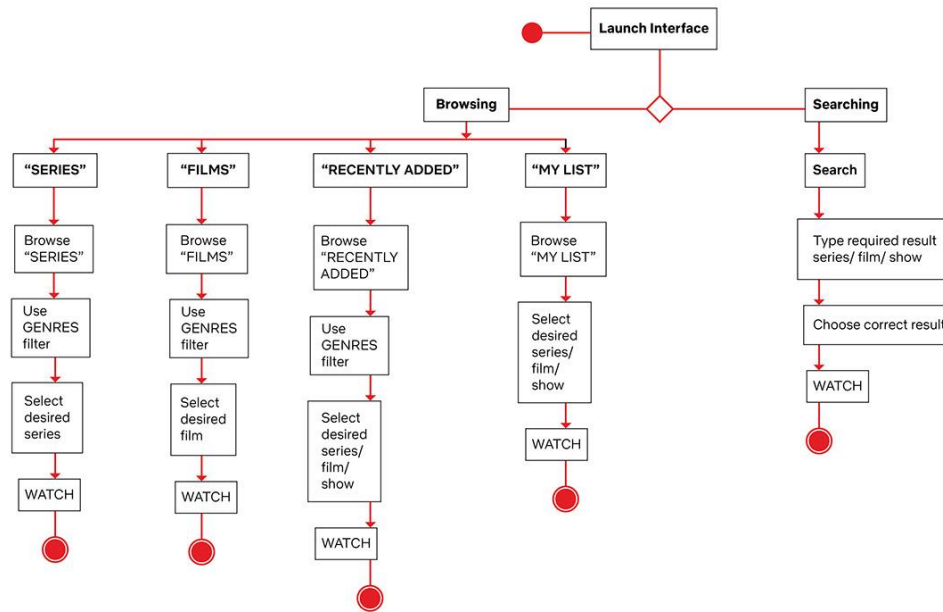 Launch Interface
Browsing
Searching
“SERIES”
“FILMS”
“RECENTLY ADDED”
“MY LIST”
Search
Browse
“SERIES”
Browse
“FILMS”
Browse
“RECENTLY
ADDED”
Browse
“MY LIST”
Type required result
series/ film/ show
Use
GENRES
filter
Use
GENRES
filter
Use
GENRES
filter
Select
desired
series/
film/
show
Choose correct result
Select
desired
series
Select
desired
film
Select
desired
series/
film/
show
WATCH
WATCH
WATCH
WATCH
WATCH